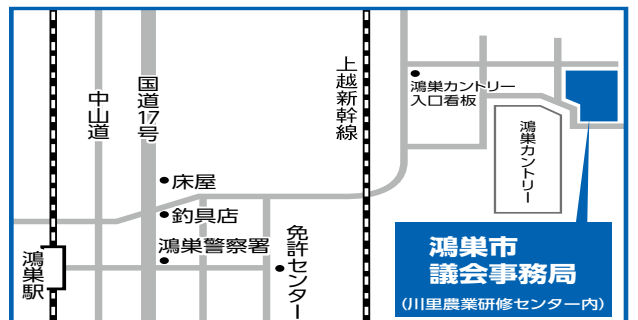 中山道
国道17号
上越新幹線
鴻巣カントリー
入口看板
鴻巣カントリー
床屋
釣具店
鴻巣警察署
免許センター
鴻巣駅
鴻巣市
議会事務局
(川里農業研修センター内)